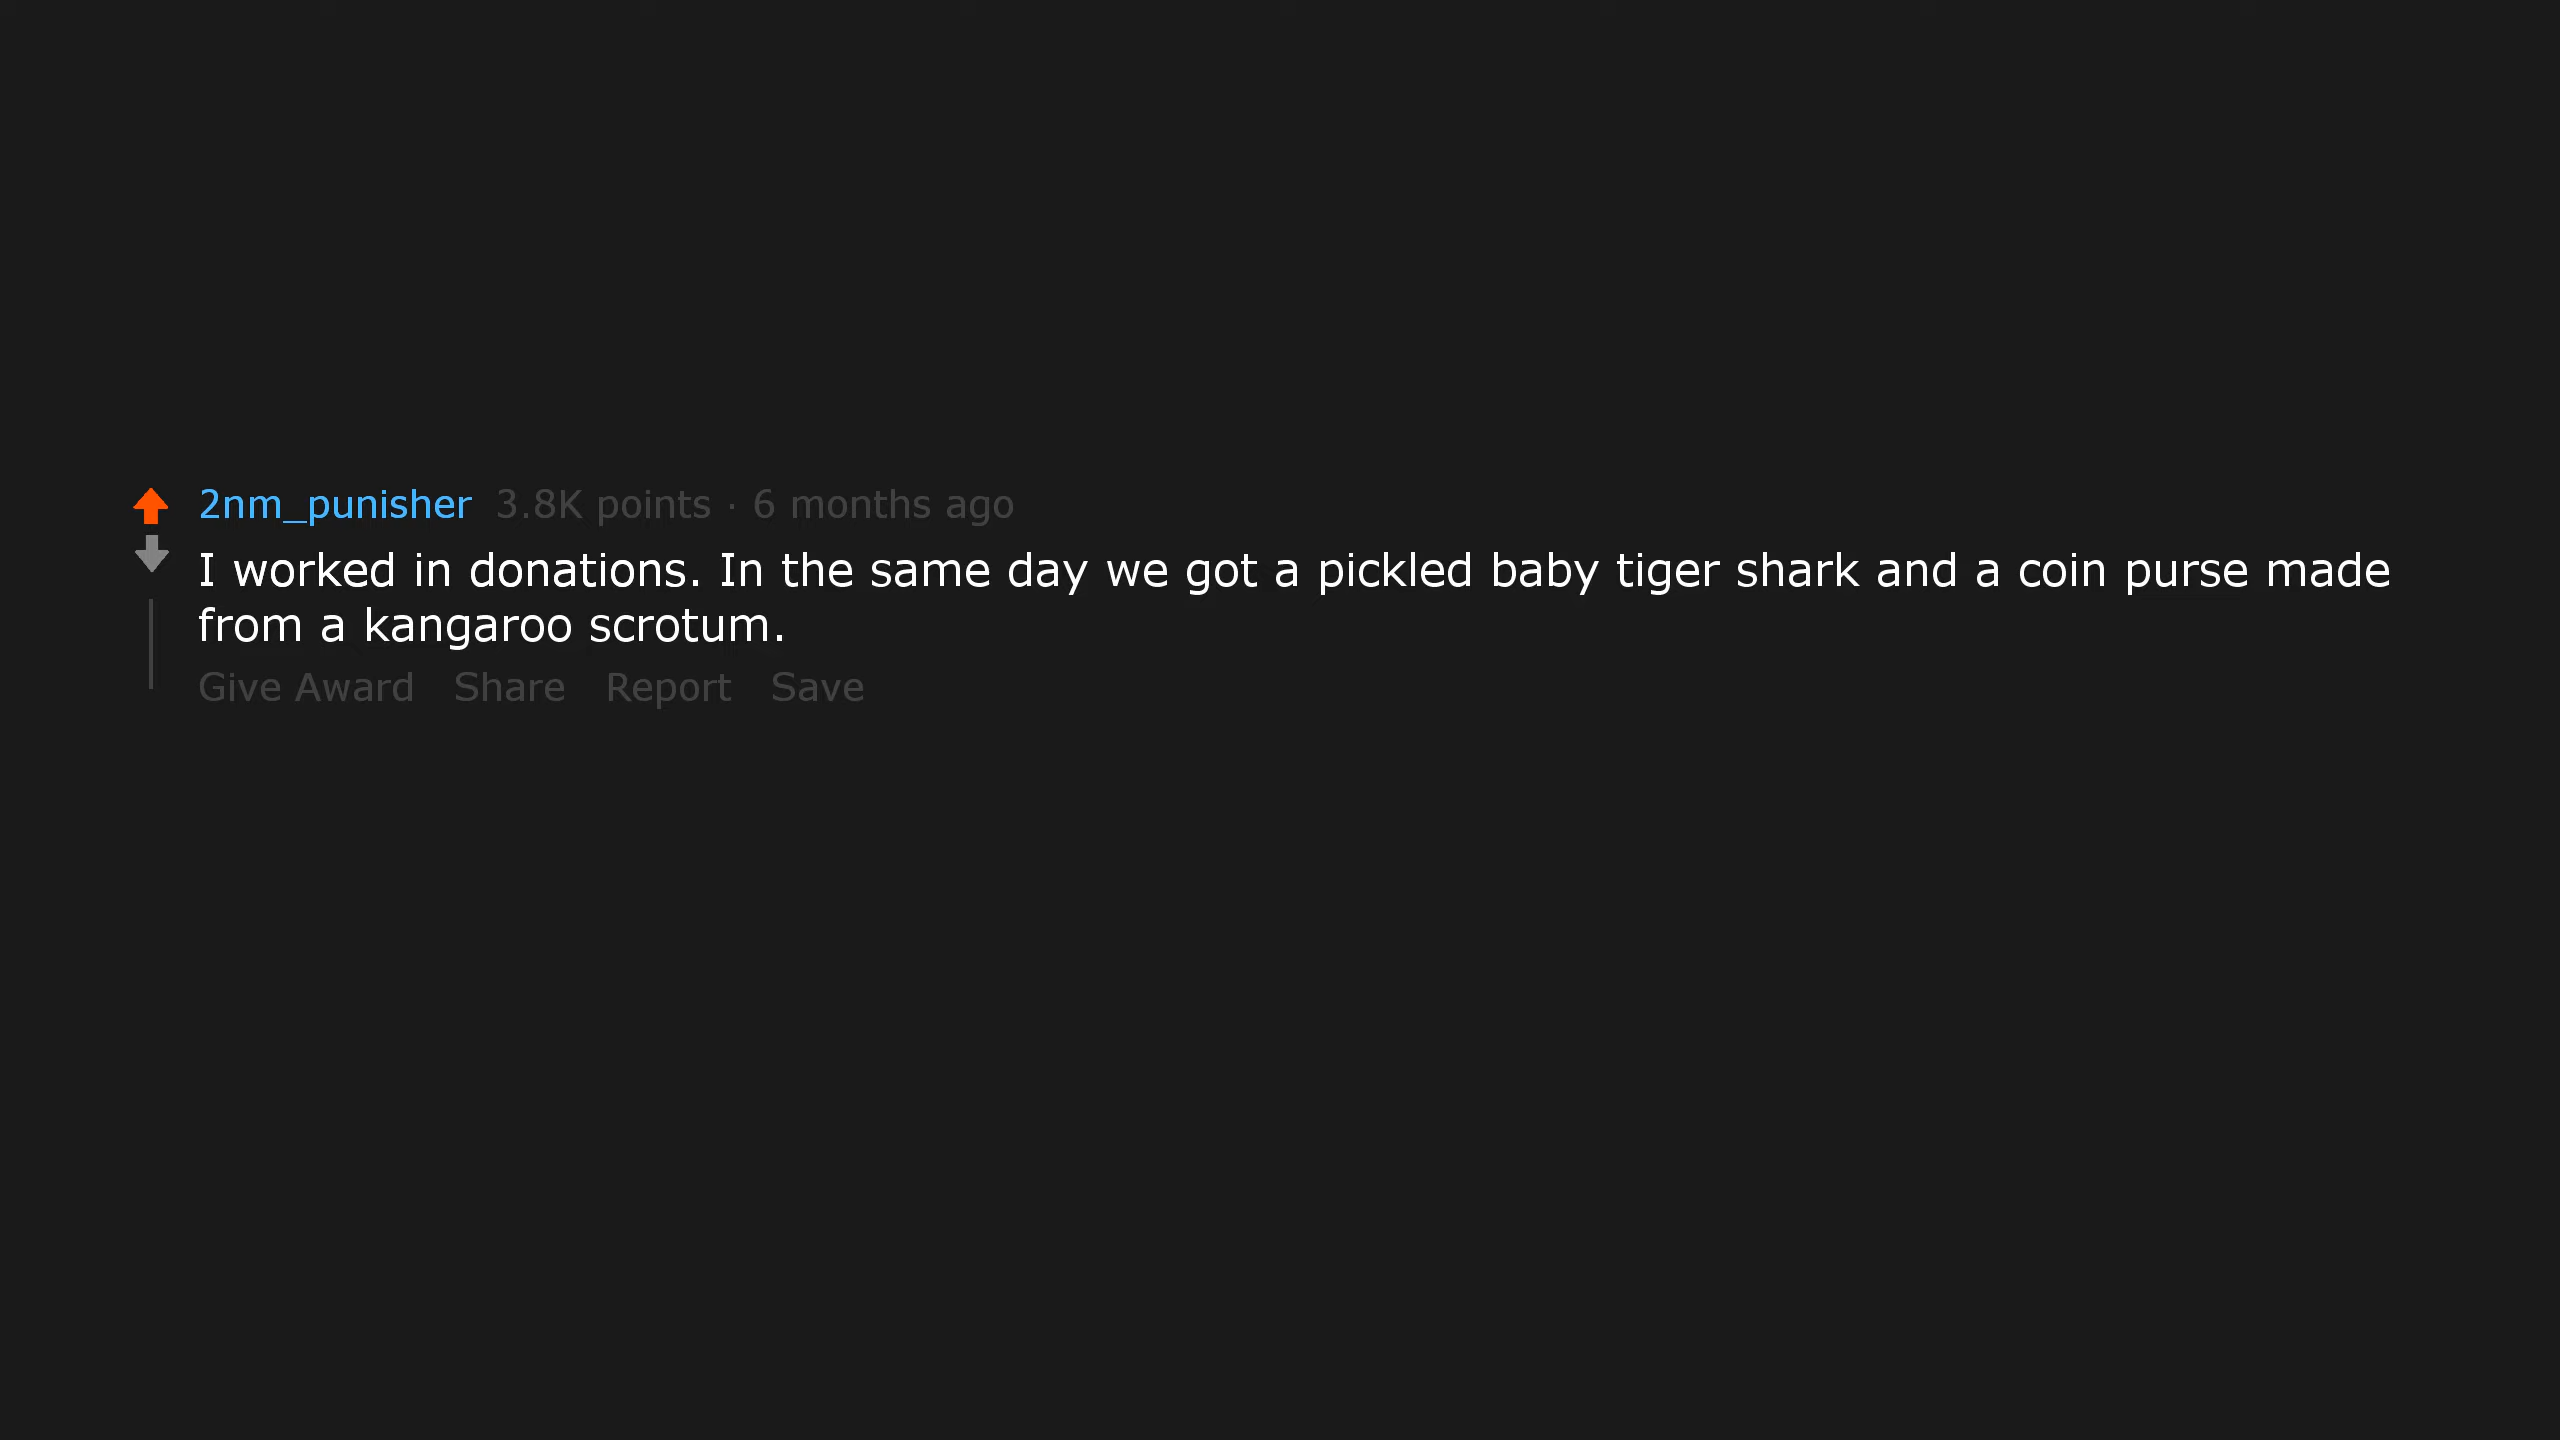 2nm_punisher 3.8K points · 6 months ago
I worked in donations. In the same day we got a pickled baby tiger shark and a coin purse made
from a kangaroo scrotum.
Give Award Share Report Save